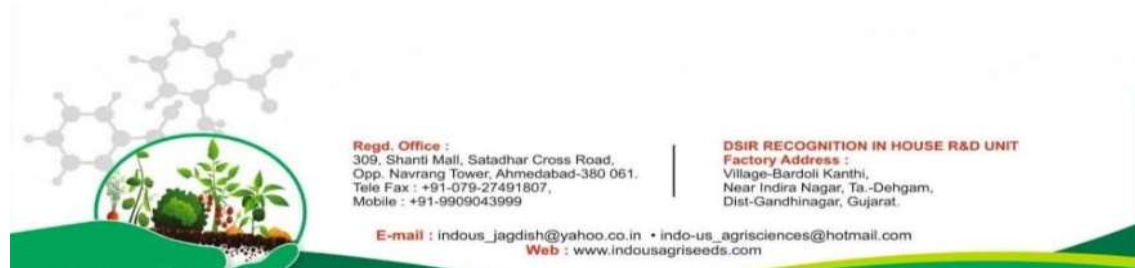 Regd. Office :
309, Shanti Mall, Satadhar Cross Road,
Opp. Navrang Tower, Ahmedabad-380 061.
Tele Fax : +91-079-27491807,
Mobile : +91-9909043999
DSIR RECOGNITION IN HOUSE R&D UNIT
Factory Address :
Village-Bardoli Kanthi,
Near Indira Nagar, Ta.-Dehgam,
Dist-Gandhinagar, Gujarat.
E-mail : indous_jagdish@yahoo.co.in • indo-us_agrisciences@hotmail.com
Web : www.indousagriseeds.com